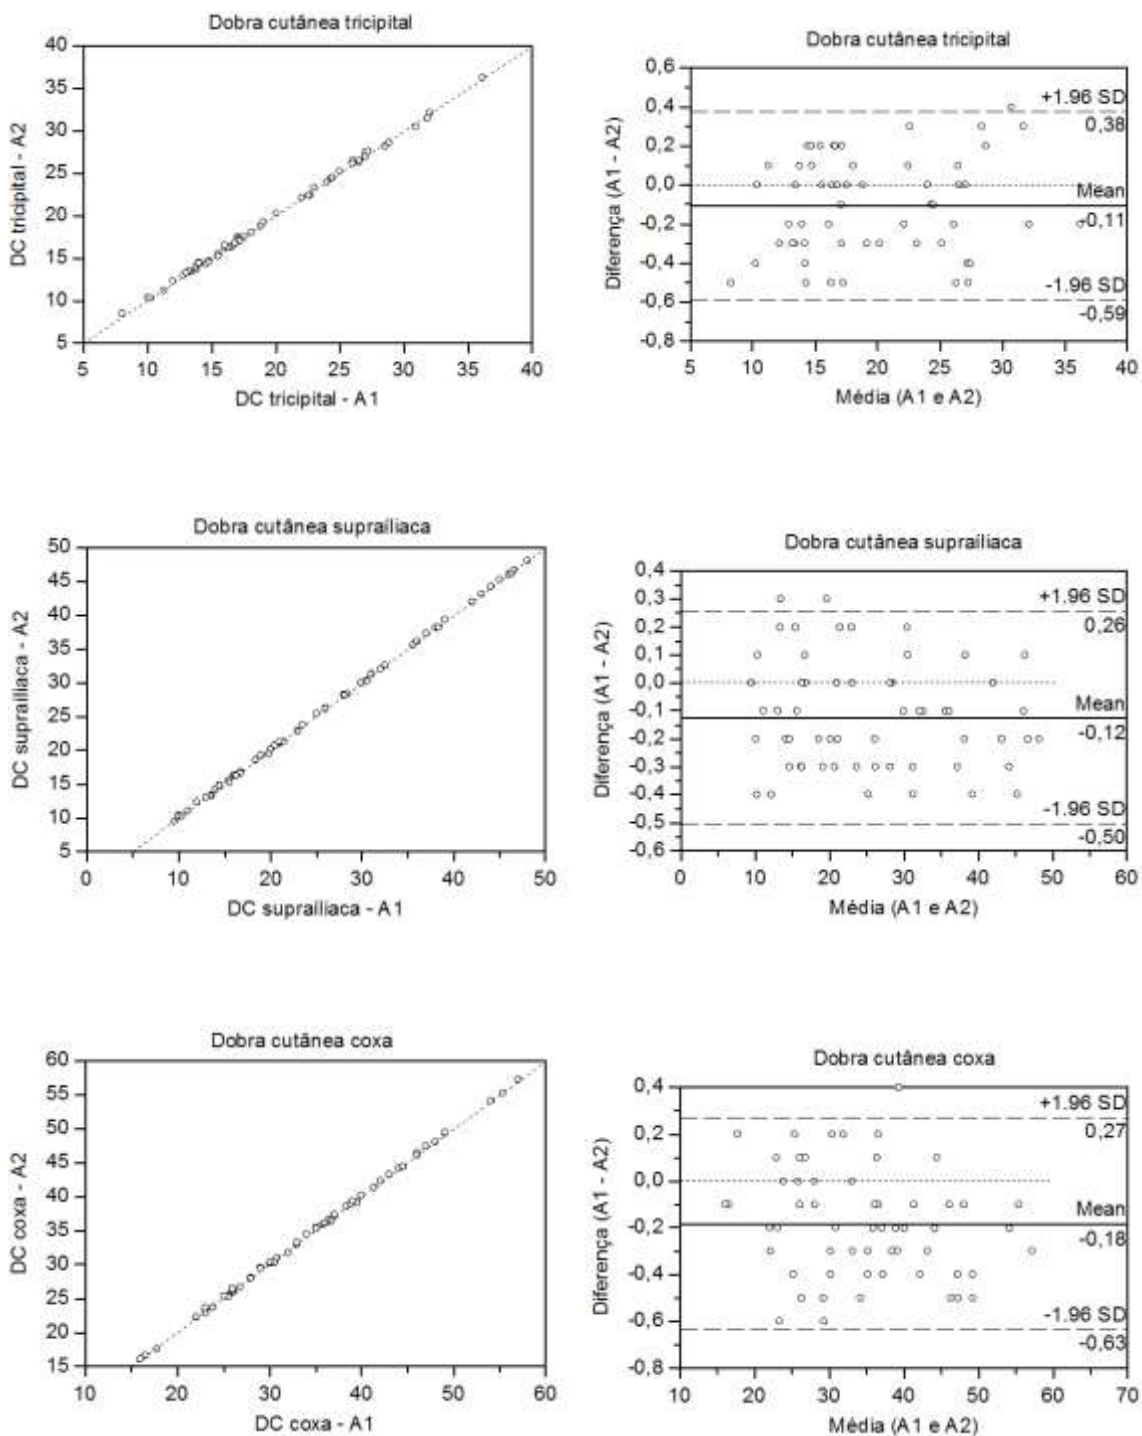 Dobra cutânea tricipital
40
35
30
25
20
15
10
5
DC tricipital - A2
5 10 15 20 25 30 35 40
DC tricipital - A1
Dobra cutânea tricipital
0,6
0,4
0,2
0,0
-0,2
-0,4
-0,6
-0,8
Diferença (A1 - A2)
+1.96 SD
0,38
Mean
-0,11
-1.96 SD
-0,59
5 10 15 20 25 30 35 40
Média (A1 e A2)
Dobra cutânea supraíliaca
50
45
40
35
30
25
20
15
10
5
DC supraíliaca - A2
0 10 20 30 40 50
DC supraíliaca - A1
Dobra cutânea supraíliaca
0,4
0,3
0,2
0,1
0,0
-0,1
-0,2
-0,3
-0,4
-0,5
-0,6
Diferença (A1 - A2)
+1.96 SD
0,26
Mean
-0,12
-1.96 SD
-0,50
0 10 20 30 40 50 60
Média (A1 e A2)
Dobra cutânea coxa
60
55
50
45
40
35
30
25
20
15
DC coxa - A2
10 20 30 40 50 60
DC coxa - A1
Dobra cutânea coxa
0,4
0,2
0,0
-0,2
-0,4
-0,6
-0,8
Diferença (A1 - A2)
+1.96 SD
0,27
Mean
-0,18
-1.96 SD
-0,63
10 20 30 40 50 60 70
Média (A1 e A2)